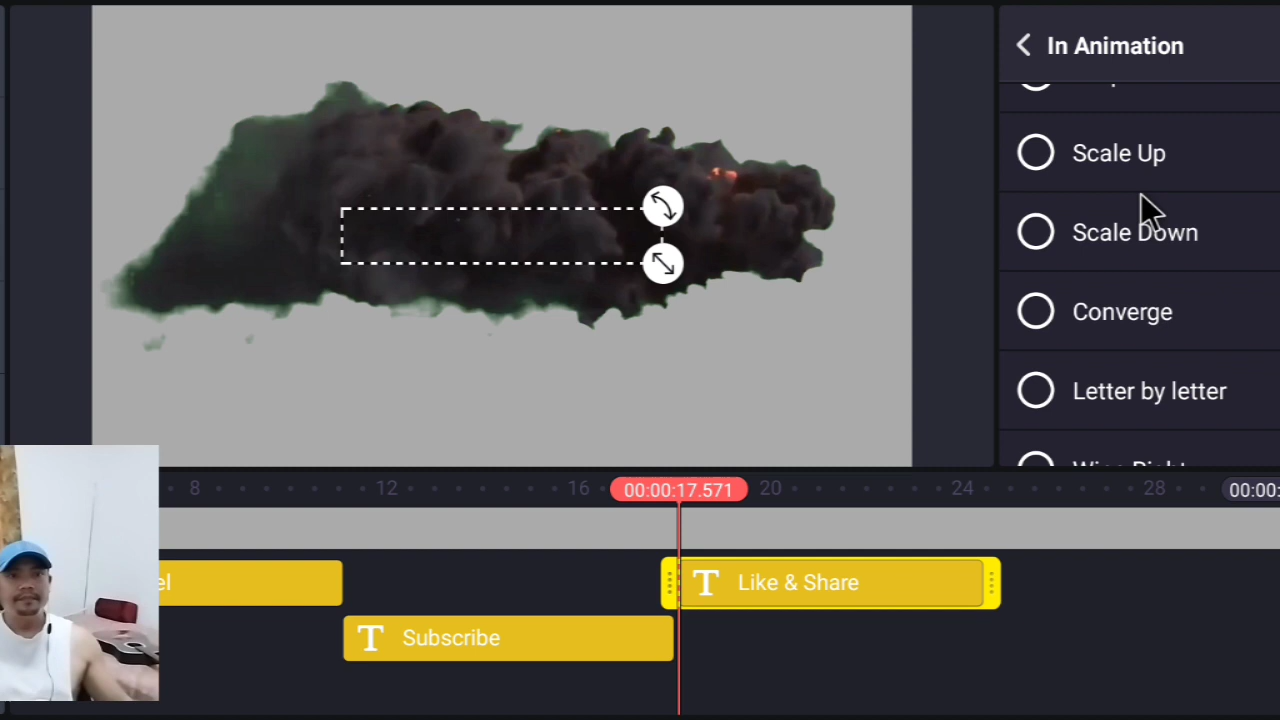 In Animation
Scale Up
Scale Down
Converge
Letter by letter
8
12
16
00:00:17.571
20
24
28
00:00:
el
T Like & Share
T Subscribe